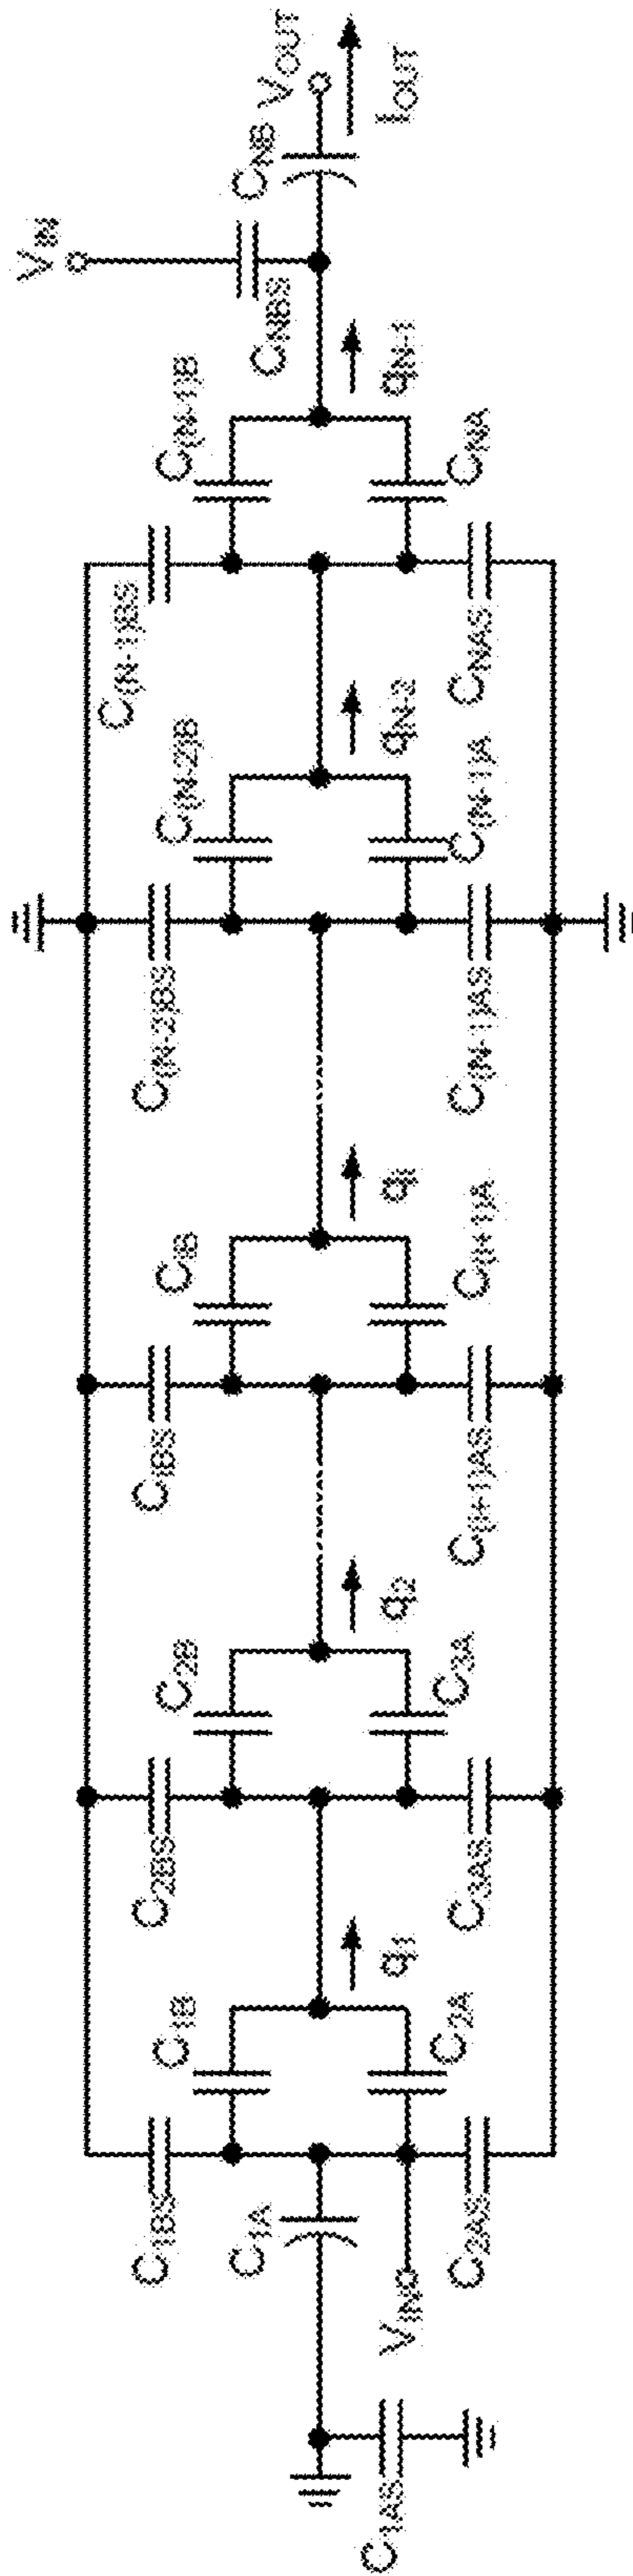 V_IN
C_NBS
C_NB
V_OUT
I_OUT
C_(N-1)BS
C_(N-1)B
q_N-1
C_NAS
C_NA
C_(N-2)BS
C_(N-2)B
q_N-2
C_(N-1)AS
C_(N-1)A
C_iBS
C_iB
q_i
C_(i+1)AS
C_(i+1)A
C_2BS
C_2B
q_2
C_3AS
C_3A
C_1BS
C_1B
q_1
C_1A
V_IN
C_2AS
C_2A
C_1AS